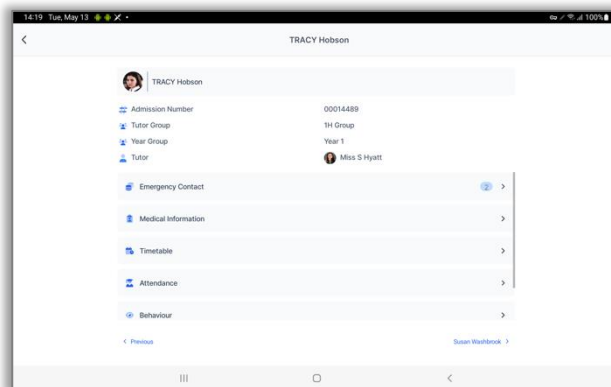 14:19 Tue, May 13
100%
TRACY Hobson
TRACY Hobson
Admission Number 00014489
Tutor Group 1H Group
Year Group Year 1
Tutor Miss S Hyatt
Emergency Contact 2
Medical Information
Timetable
Attendance
Behaviour
Previous Susan Washbrook